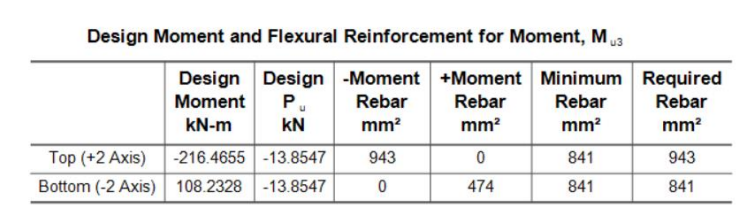 Design Moment and Flexural Reinforcement for Moment, M u3
Design Moment kN-m | Design P u kN | -Moment Rebar mm² | +Moment Rebar mm² | Minimum Rebar mm² | Required Rebar mm²
Top (+2 Axis) -216.4655 -13.8547 943 0 841 943
Bottom (-2 Axis) 108.2328 -13.8547 0 474 841 841